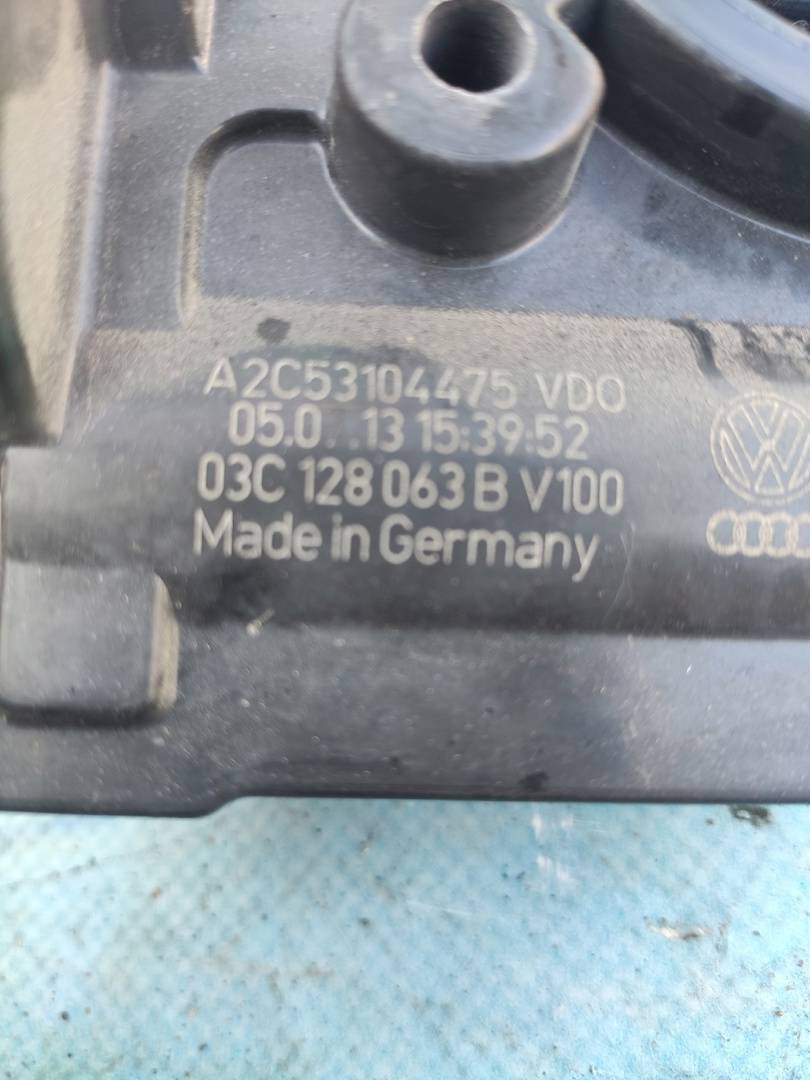 A2C53104475 VDO
05.0 .13 15:39:52
03C 128 063 B V100
Made in Germany